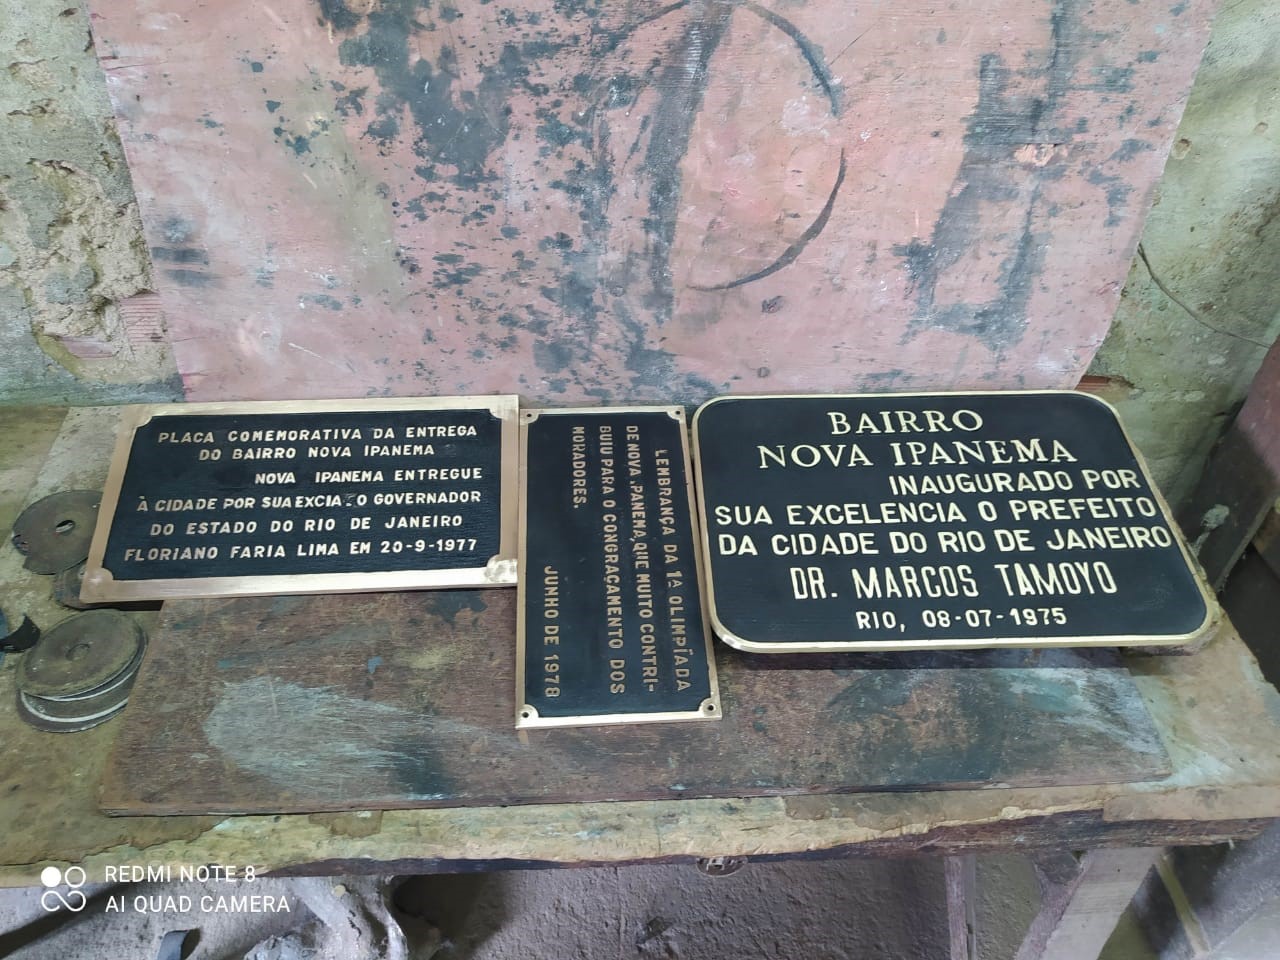 PLACA COMEMORATIVA DA ENTREGA
DO BAIRRO NOVA IPANEMA
NOVA IPANEMA ENTREGUE
À CIDADE POR SUA EXCIA. O GOVERNADOR
DO ESTADO DO RIO DE JANEIRO
FLORIANO FARIA LIMA EM 20-9-1977
LEMBRANÇA DA 1ª OLIMPÍADA
DE NOVA IPANEMA, QUE MUITO CONTRI-
BUIU PARA O CONGRAÇAMENTO DOS
MORADORES.
JUNHO DE 1978
BAIRRO
NOVA IPANEMA
INAUGURADO POR
SUA EXCELENCIA O PREFEITO
DA CIDADE DO RIO DE JANEIRO
DR. MARCOS TAMOYO
RIO, 08-07-1975
REDMI NOTE 8
AI QUAD CAMERA